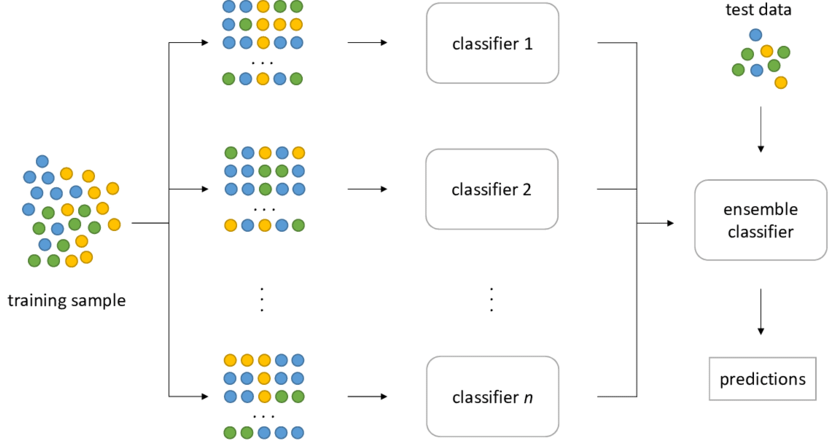 test data
classifier 1
. . .
classifier 2
. . .
ensemble
classifier
training sample
classifier n
predictions
. . .